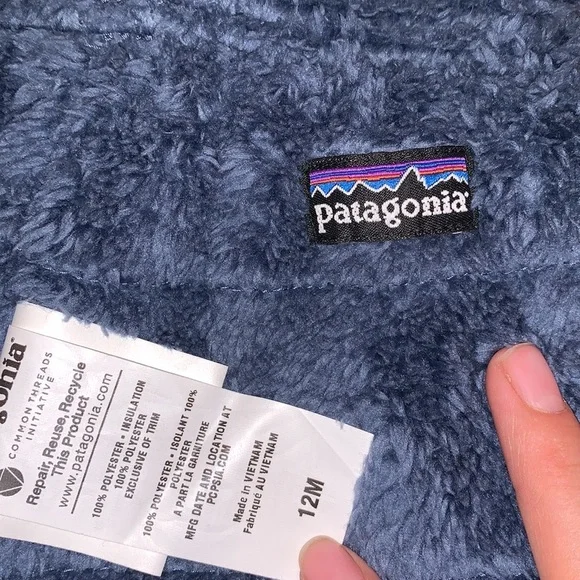 patagonia
COMMON THREADS
INITIATIVE
Repair, Reuse, Recycle
This Product
www.patagonia.com
100% POLYESTER • INSULATION
100% POLYESTER
EXCLUSIVE OF TRIM
100% POLYESTER • ISOLANT 100%
POLYESTER
A PART LA GARNITURE
MFG DATE AND LOCATION AT
PCPSIA.COM
Made in VIETNAM
Fabriqué AU VIETNAM
12M